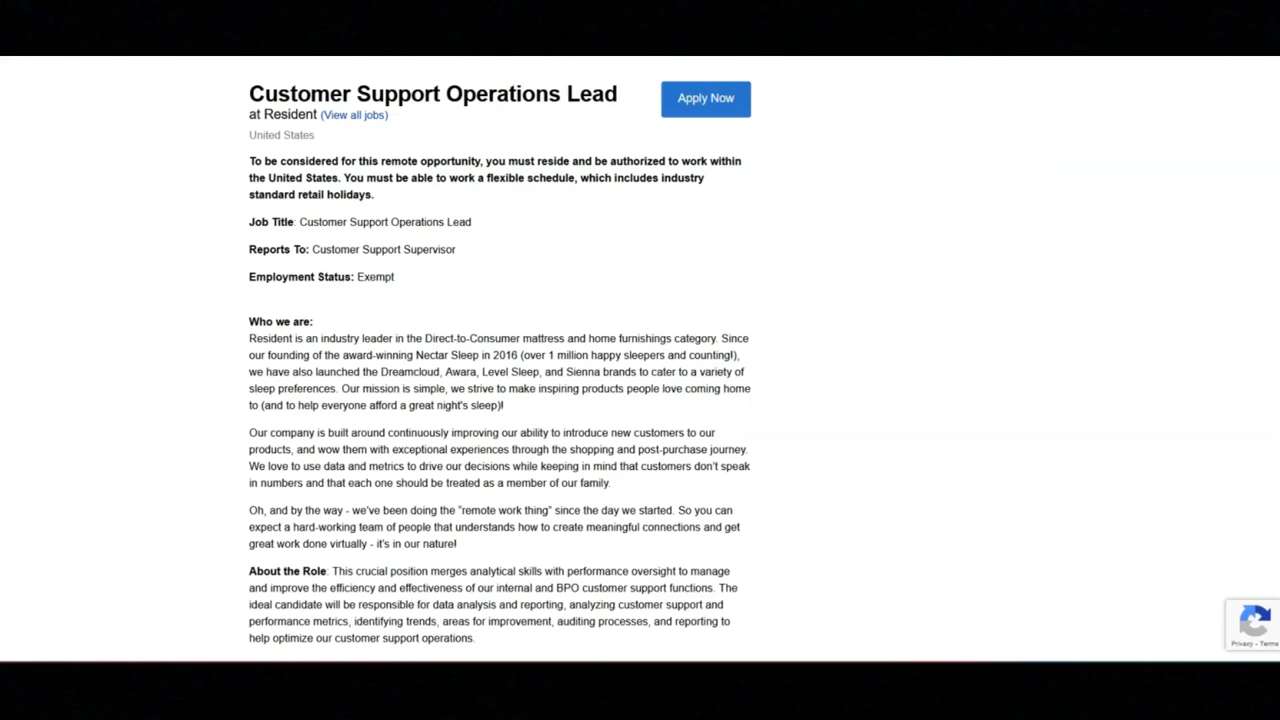 Customer Support Operations Lead
Apply Now
at Resident (View all jobs)
United States
To be considered for this remote opportunity, you must reside and be authorized to work within
the United States. You must be able to work a flexible schedule, which includes industry
standard retail holidays.
Job Title: Customer Support Operations Lead
Reports To: Customer Support Supervisor
Employment Status: Exempt
Who we are:
Resident is an industry leader in the Direct-to-Consumer mattress and home furnishings category. Since
our founding of the award-winning Nectar Sleep in 2016 (over 1 million happy sleepers and counting!),
we have also launched the Dreamcloud, Awara, Level Sleep, and Sienna brands to cater to a variety of
sleep preferences. Our mission is simple, we strive to make inspiring products people love coming home
to (and to help everyone afford a great night's sleep)!
Our company is built around continuously improving our ability to introduce new customers to our
products, and wow them with exceptional experiences through the shopping and post-purchase journey.
We love to use data and metrics to drive our decisions while keeping in mind that customers don’t speak
in numbers and that each one should be treated as a member of our family.
Oh, and by the way - we’ve been doing the “remote work thing” since the day we started. So you can
expect a hard-working team of people that understands how to create meaningful connections and get
great work done virtually - it’s in our nature!
About the Role: This crucial position merges analytical skills with performance oversight to manage
and improve the efficiency and effectiveness of our internal and BPO customer support functions. The
ideal candidate will be responsible for data analysis and reporting, analyzing customer support and
performance metrics, identifying trends, areas for improvement, auditing processes, and reporting to
help optimize our customer support operations.
Privacy - Terms